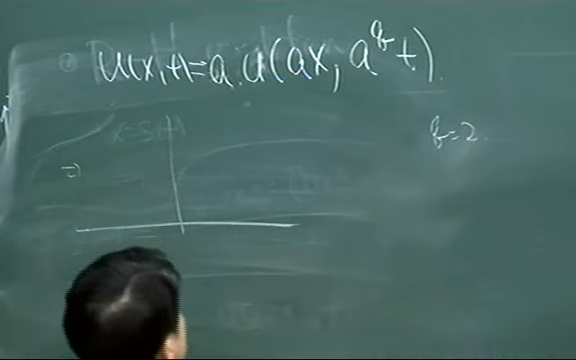 u(x,t)=a.u(ax, a^q t)
q=2.
x=s(t)
⇒